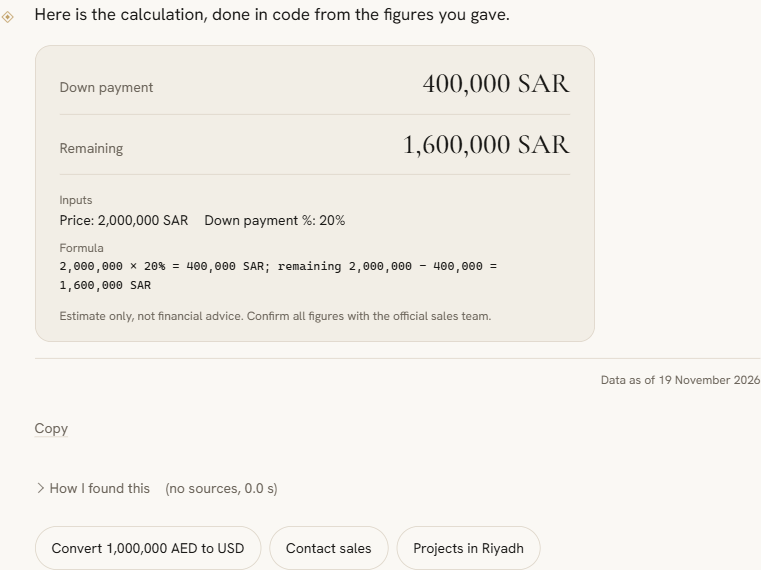 Here is the calculation, done in code from the figures you gave.
Down payment 400,000 SAR
Remaining 1,600,000 SAR
Inputs
Price: 2,000,000 SAR Down payment %: 20%
Formula
2,000,000 × 20% = 400,000 SAR; remaining 2,000,000 − 400,000 =
1,600,000 SAR
Estimate only, not financial advice. Confirm all figures with the official sales team.
Data as of 19 November 2026
Copy
How I found this (no sources, 0.0 s)
Convert 1,000,000 AED to USD Contact sales Projects in Riyadh